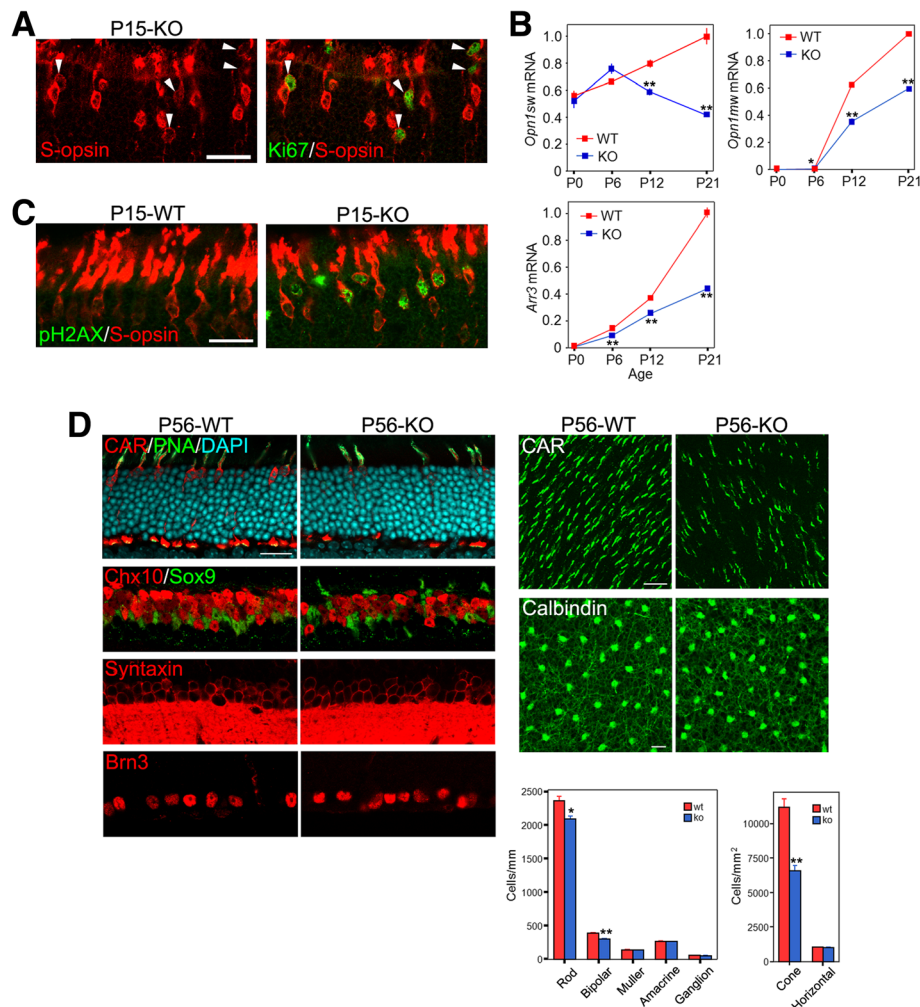 A
P15-KO
S-opsin
Ki67/S-opsin
B
Opn1sw mRNA
1.0
0.8
0.6
0.4
0.2
0
WT
KO
**
**
P0 P6 P12 P21
Opn1mw mRNA
1.0
0.8
0.6
0.4
0.2
0
WT
KO
*
**
**
P0 P6 P12 P21
C
P15-WT P15-KO
pH2AX/S-opsin
Arr3 mRNA
1.0
0.8
0.6
0.4
0.2
0
WT
KO
**
**
**
P0 P6 P12 P21
Age
D
P56-WT P56-KO
CAR/PNA/DAPI
Chx10/Sox9
Syntaxin
Brn3
P56-WT P56-KO
CAR
Calbindin
Cells/mm
2500
2000
1500
1000
500
0
wt
ko
*
**
Rod Bipolar Muller Amacrine Ganglion
Cells/mm²
10000
7500
5000
2500
0
wt
ko
**
Cone Horizontal